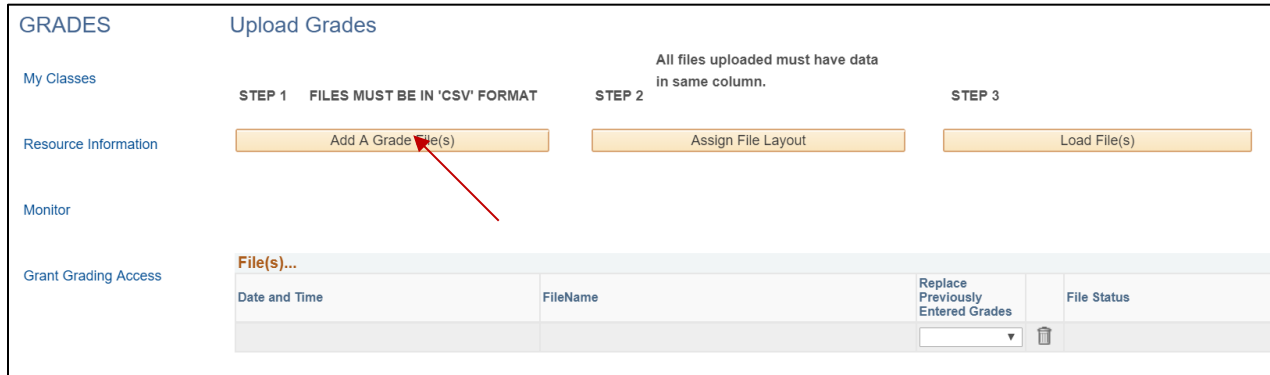 GRADES
Upload Grades
My Classes
All files uploaded must have data
in same column.
STEP 1 FILES MUST BE IN 'CSV' FORMAT
STEP 2
STEP 3
Resource Information
Add A Grade File(s)
Assign File Layout
Load File(s)
Monitor
Grant Grading Access
File(s)...
Date and Time
FileName
Replace
Previously
Entered Grades
File Status